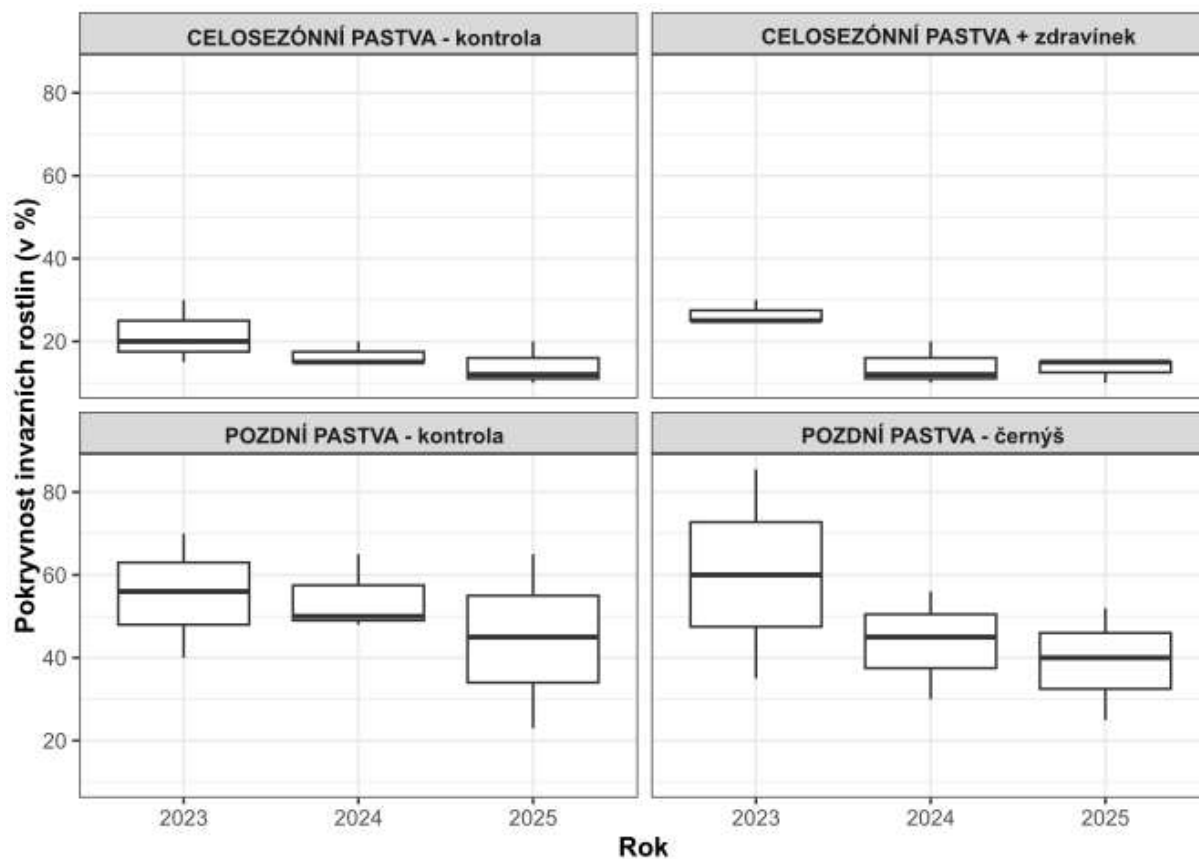 CELOSEZÓNNÍ PASTVA - kontrola
CELOSEZÓNNÍ PASTVA + zdravínek
80
60
40
20
Pokryvnost invazních rostlin (v %)
POZDNÍ PASTVA - kontrola
POZDNÍ PASTVA - černýš
80
60
40
20
2023
2024
2025
2023
2024
2025
Rok